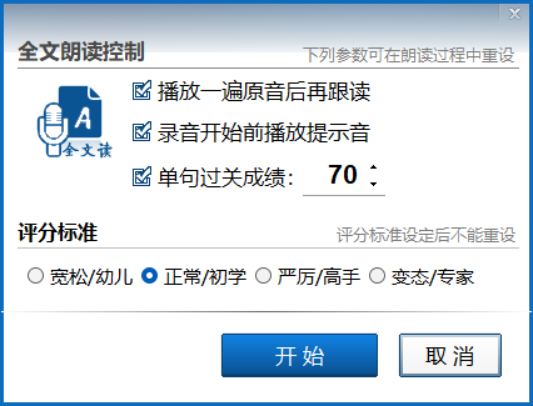 全文朗读控制 下列参数可在朗读过程中重设
播放一遍原音后再跟读
A
全文读
录音开始前播放提示音
单句过关成绩： 70
评分标准 评分标准设定后不能重设
宽松/幼儿 正常/初学 严厉/高手 变态/专家
开始 取消